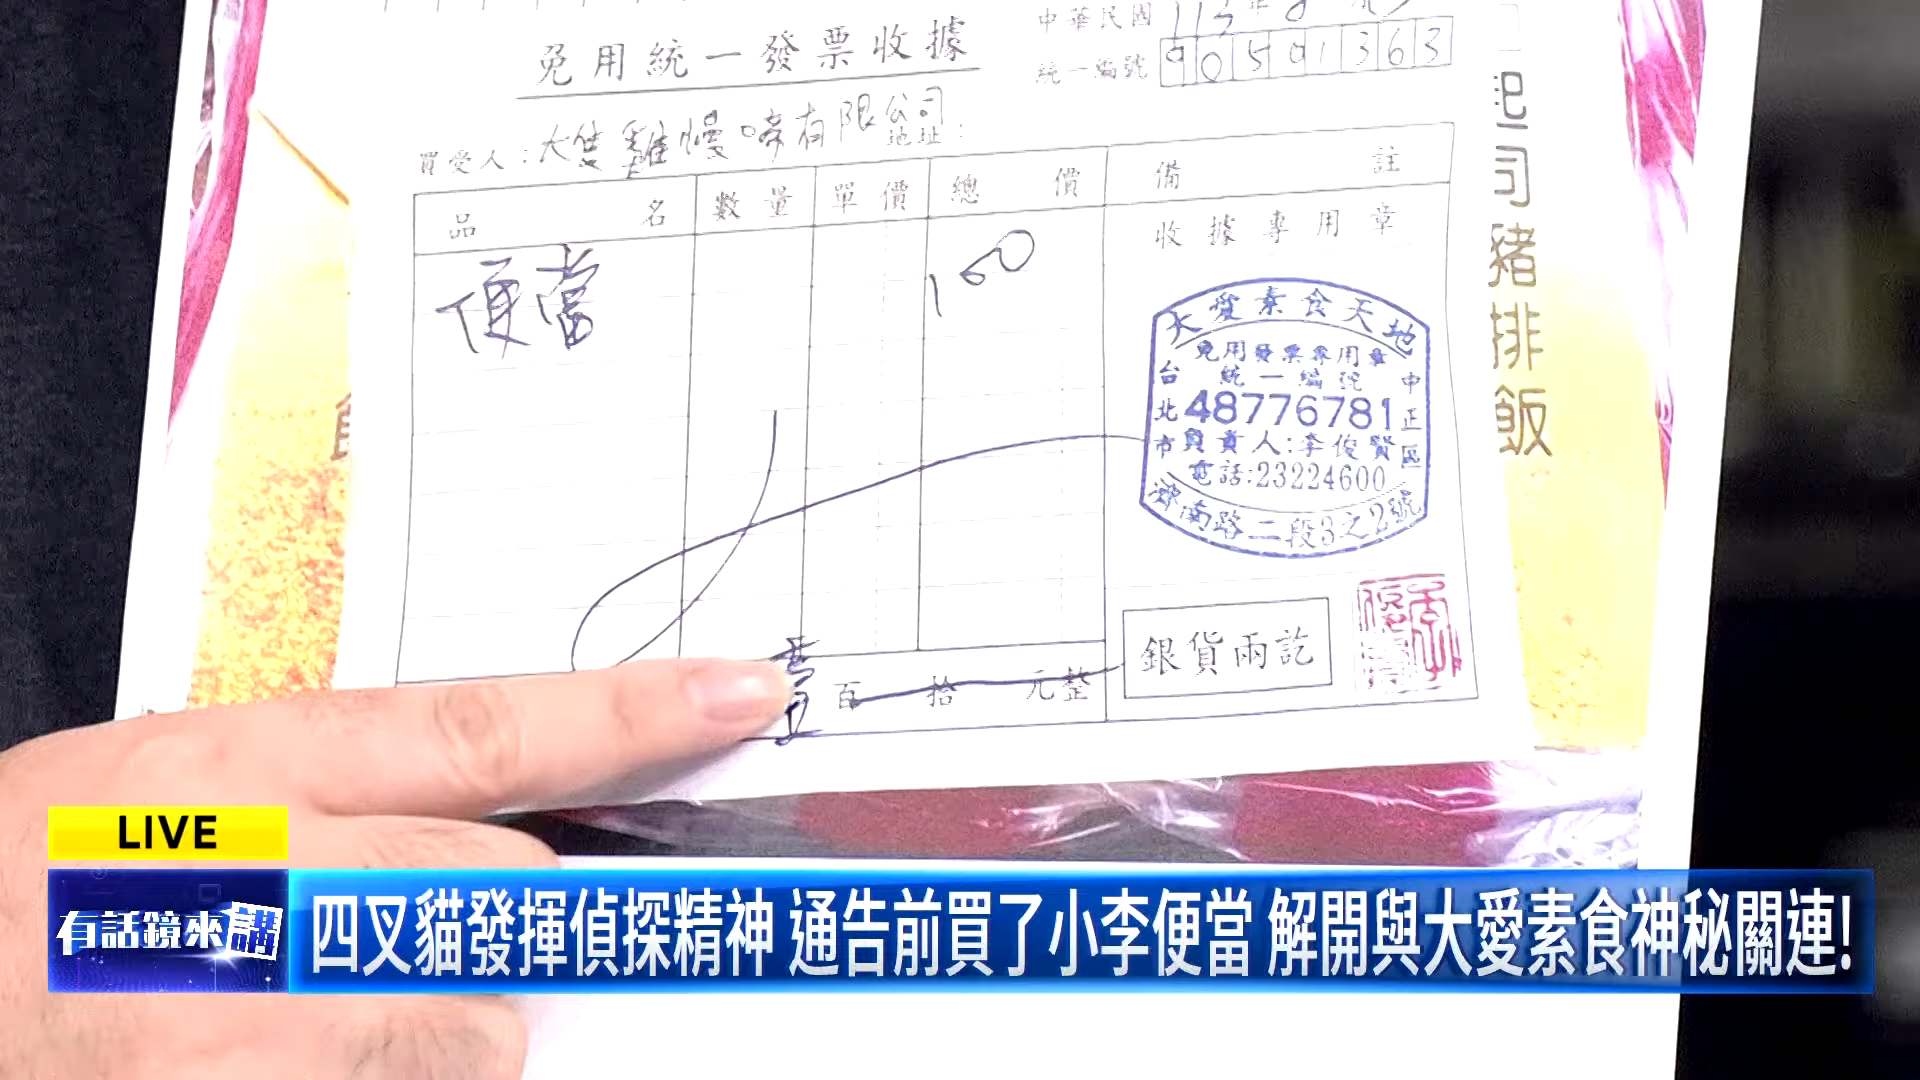 中華民國
免用統一發票收據
統一編號 90591363
買受人：大隻雞慢啼有限公司
地址：
品名 數量 單價 總價 備註
便當 100
收據專用章
大愛素食天地
免用發票專用章
統一編號
48776781
負責人:李俊賢
電話:23224600
台北市 中正區
濟南路二段3之2號
壹百拾元整
銀貨兩訖
起司豬排飯
LIVE
有話鏡來講
四叉貓發揮偵探精神 通告前買了小李便當 解開與大愛素食神秘關連!